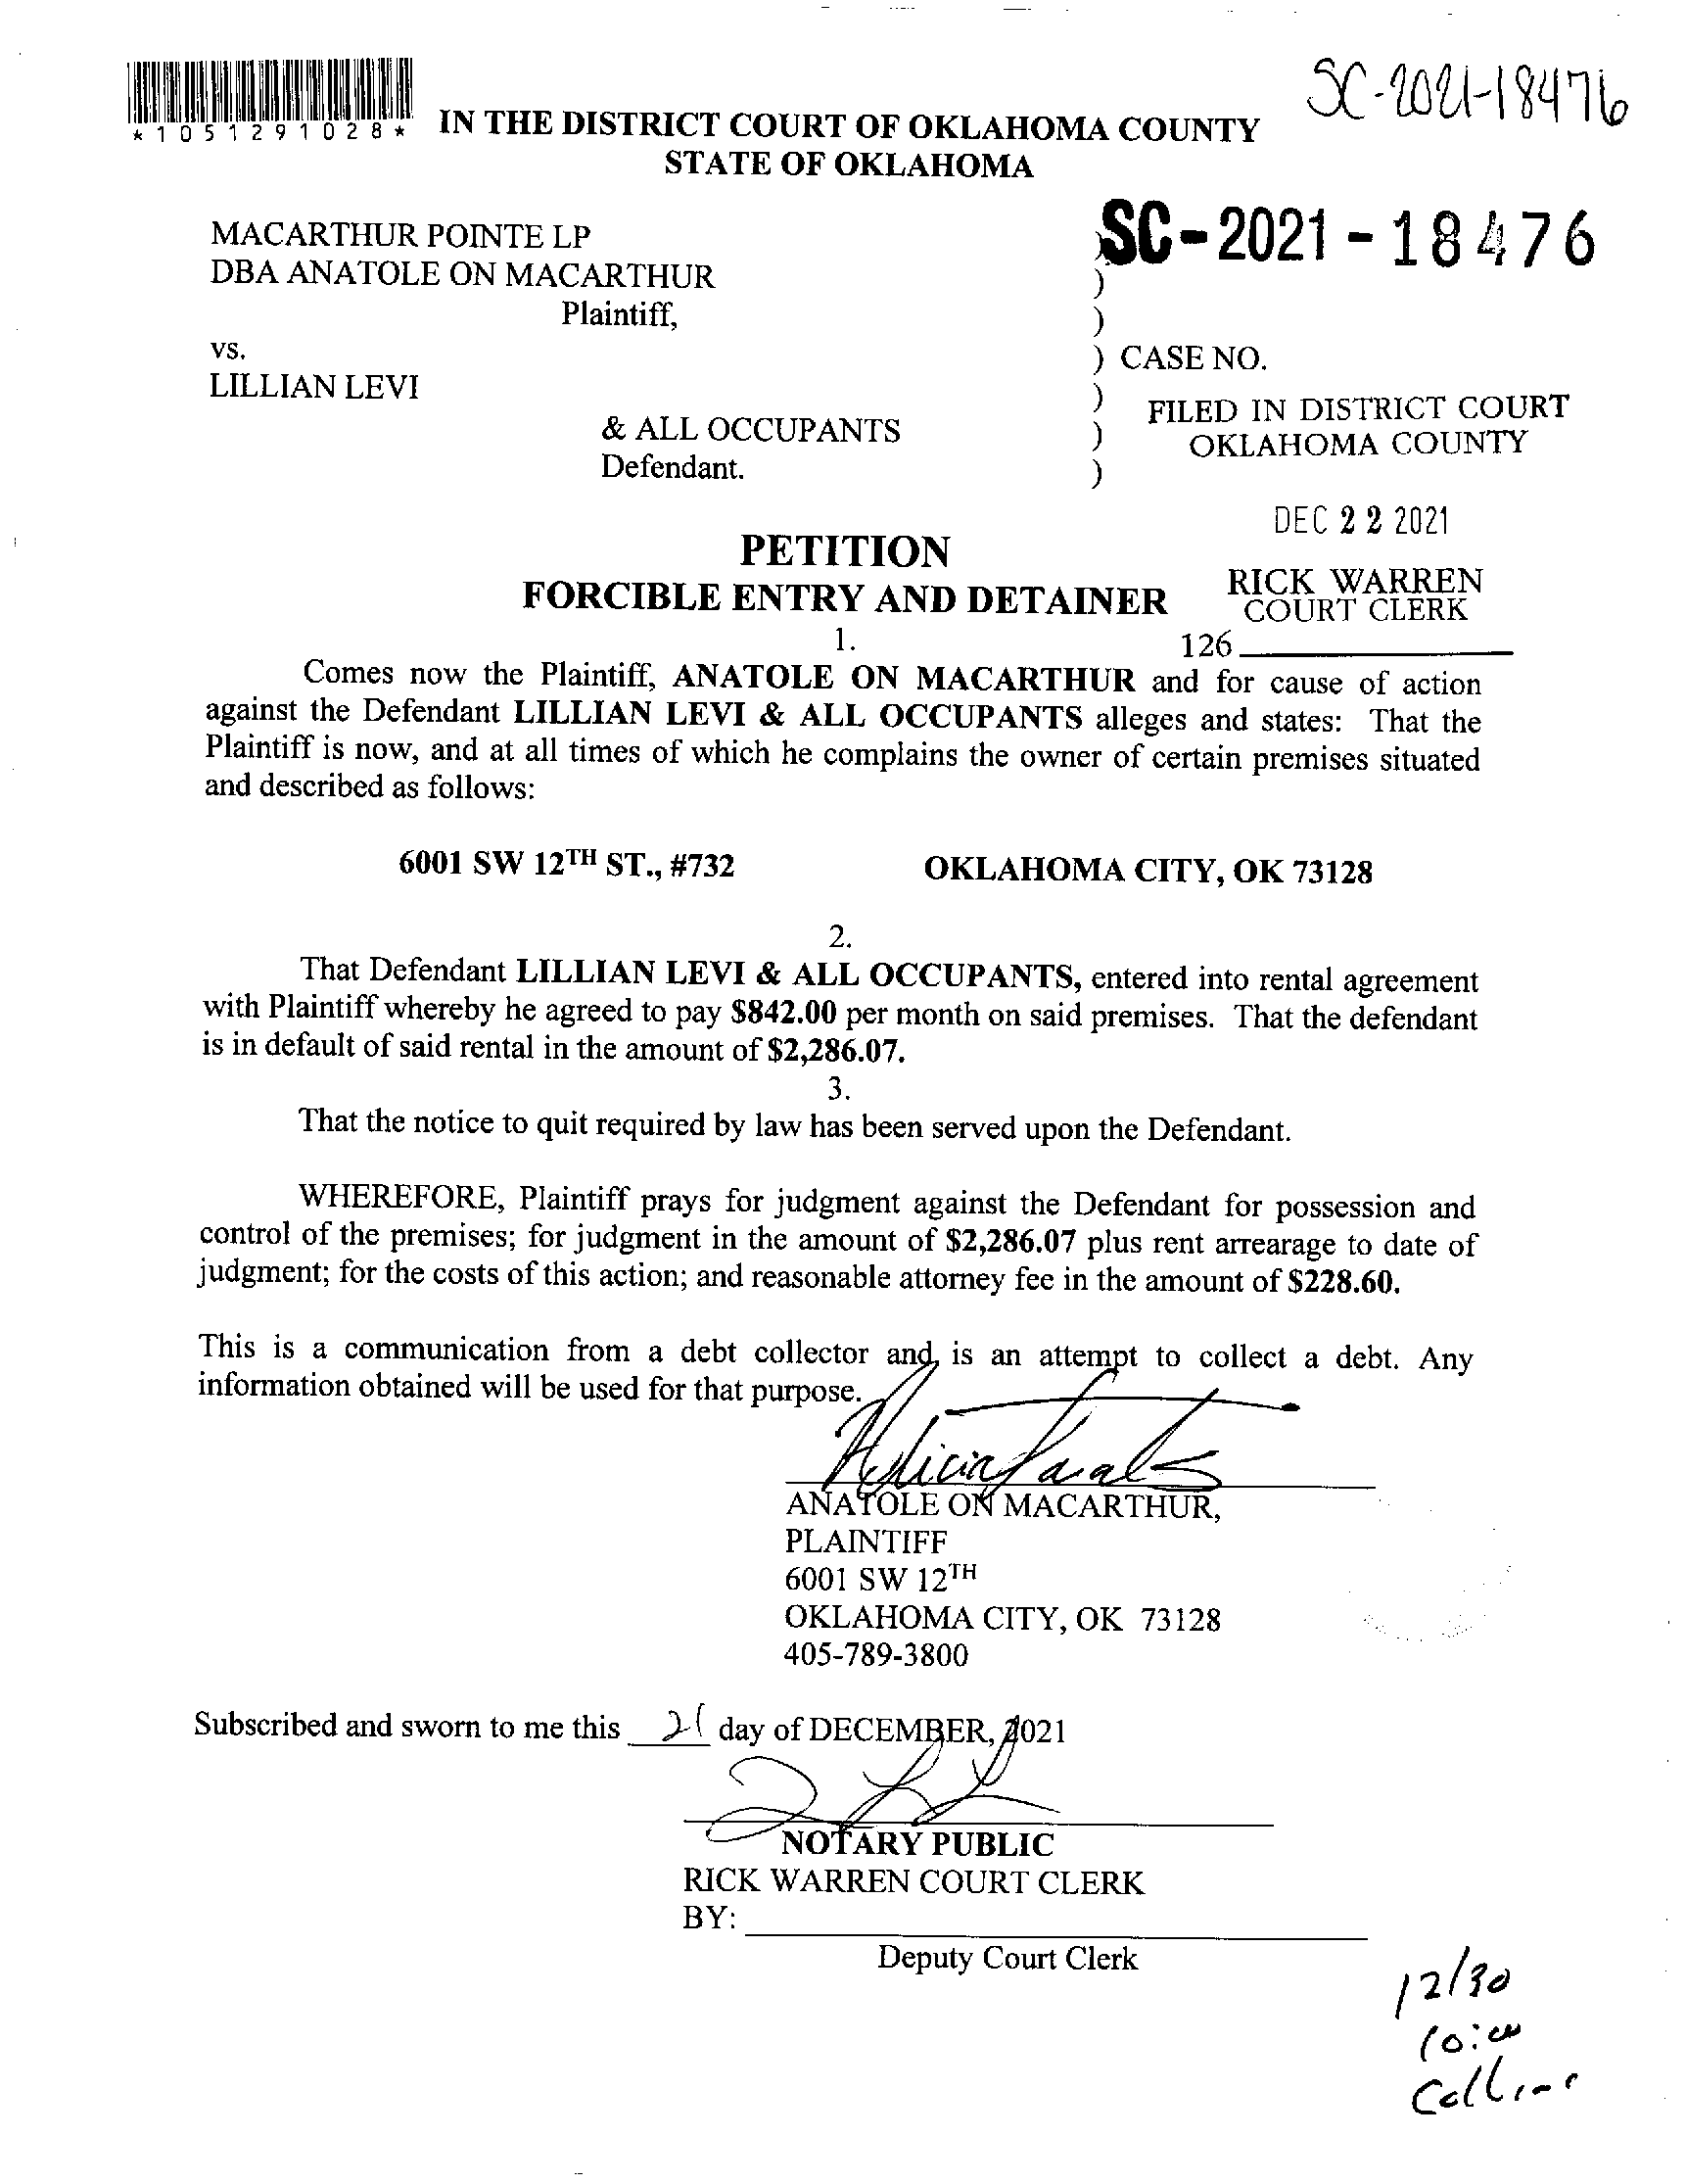 SC-2021-18476
*1051291028*
IN THE DISTRICT COURT OF OKLAHOMA COUNTY
STATE OF OKLAHOMA
SC-2021-18476
MACARTHUR POINTE LP
DBA ANATOLE ON MACARTHUR )
Plaintiff, )
vs. ) CASE NO.
LILLIAN LEVI )
FILED IN DISTRICT COURT
& ALL OCCUPANTS ) OKLAHOMA COUNTY
Defendant. )
DEC 22 2021
PETITION
FORCIBLE ENTRY AND DETAINER
RICK WARREN
COURT CLERK
1.
126
Comes now the Plaintiff, ANATOLE ON MACARTHUR and for cause of action
against the Defendant LILLIAN LEVI & ALL OCCUPANTS alleges and states: That the
Plaintiff is now, and at all times of which he complains the owner of certain premises situated
and described as follows:
6001 SW 12TH ST., #732 OKLAHOMA CITY, OK 73128
2.
That Defendant LILLIAN LEVI & ALL OCCUPANTS, entered into rental agreement
with Plaintiff whereby he agreed to pay $842.00 per month on said premises. That the defendant
is in default of said rental in the amount of $2,286.07.
3.
That the notice to quit required by law has been served upon the Defendant.
WHEREFORE, Plaintiff prays for judgment against the Defendant for possession and
control of the premises; for judgment in the amount of $2,286.07 plus rent arrearage to date of
judgment; for the costs of this action; and reasonable attorney fee in the amount of $228.60.
This is a communication from a debt collector and is an attempt to collect a debt. Any
information obtained will be used for that purpose.
ANATOLE ON MACARTHUR,
PLAINTIFF
6001 SW 12TH
OKLAHOMA CITY, OK 73128
405-789-3800
Subscribed and sworn to me this 21 day of DECEMBER, 2021
NOTARY PUBLIC
RICK WARREN COURT CLERK
BY:
Deputy Court Clerk
12/30
10:00